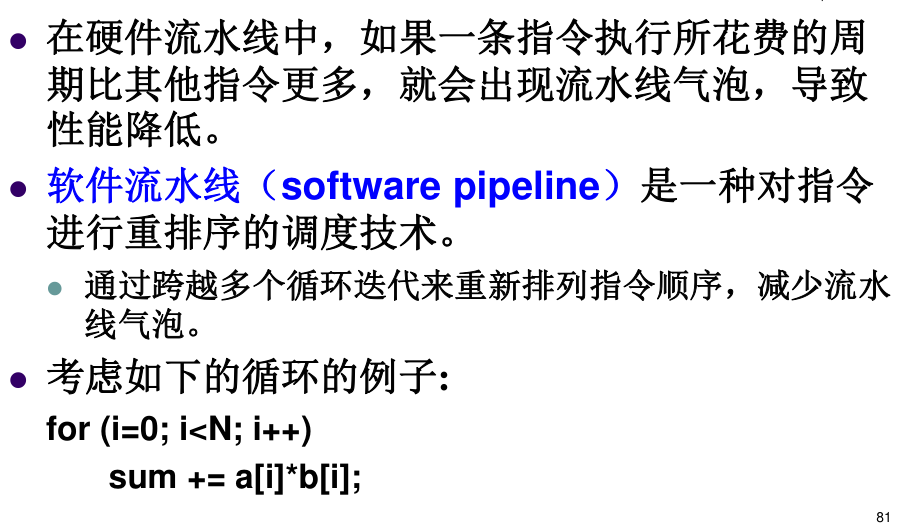 在硬件流水线中，如果一条指令执行所花费的周
期比其他指令更多，就会出现流水线气泡，导致
性能降低。
软件流水线（software pipeline）是一种对指令
进行重排序的调度技术。
通过跨越多个循环迭代来重新排列指令顺序，减少流水
线气泡。
考虑如下的循环的例子:
for (i=0; i<N; i++)
sum += a[i]*b[i];
81